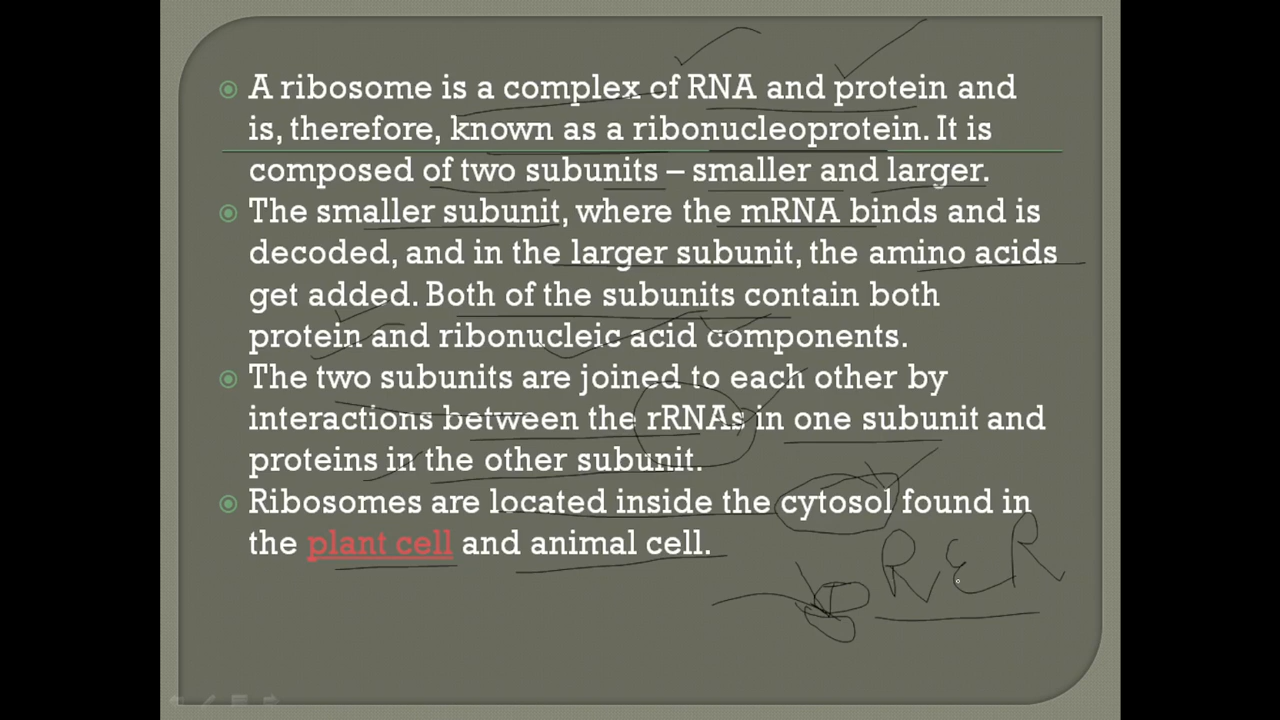 A ribosome is a complex of RNA and protein and
is, therefore, known as a ribonucleoprotein. It is
composed of two subunits – smaller and larger.
The smaller subunit, where the mRNA binds and is
decoded, and in the larger subunit, the amino acids
get added. Both of the subunits contain both
protein and ribonucleic acid components.
The two subunits are joined to each other by
interactions between the rRNAs in one subunit and
proteins in the other subunit.
Ribosomes are located inside the cytosol found in
the plant cell and animal cell.
RER